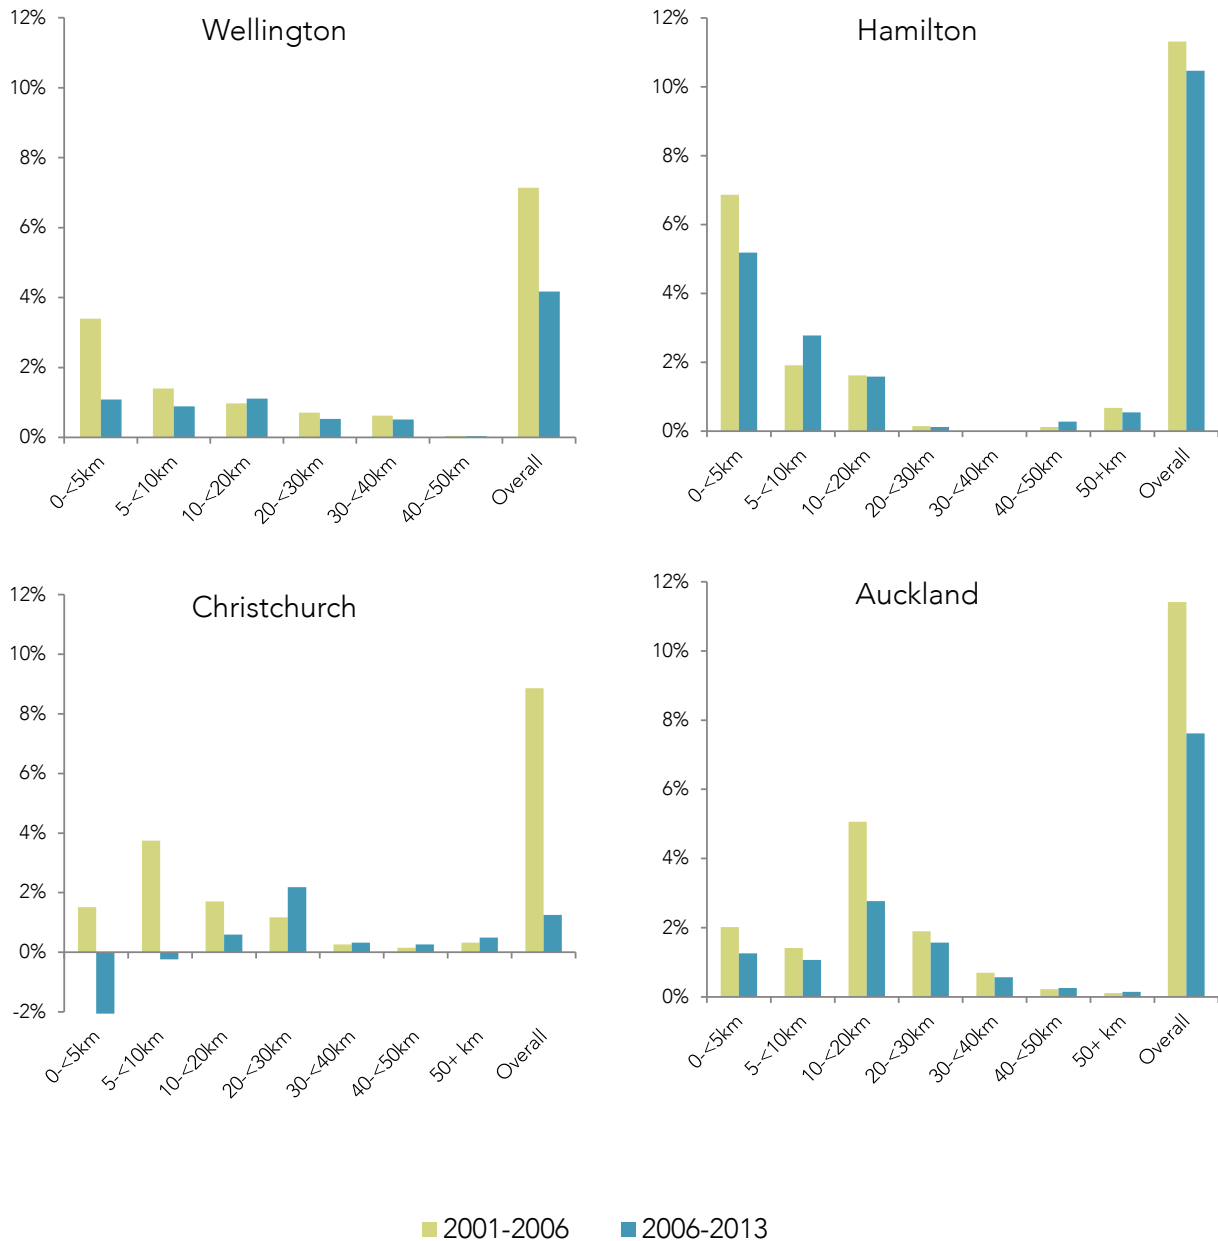 Wellington
12%
10%
8%
6%
4%
2%
0%
0-<5km
5-<10km
10-<20km
20-<30km
30-<40km
40-<50km
Overall
Hamilton
12%
10%
8%
6%
4%
2%
0%
0-<5km
5-<10km
10-<20km
20-<30km
30-<40km
40-<50km
50+km
Overall
Christchurch
12%
10%
8%
6%
4%
2%
0%
-2%
0-<5km
5-<10km
10-<20km
20-<30km
30-<40km
40-<50km
50+ km
Overall
Auckland
12%
10%
8%
6%
4%
2%
0%
0-<5km
5-<10km
10-<20km
20-<30km
30-<40km
40-<50km
50+ km
Overall
2001-2006
2006-2013